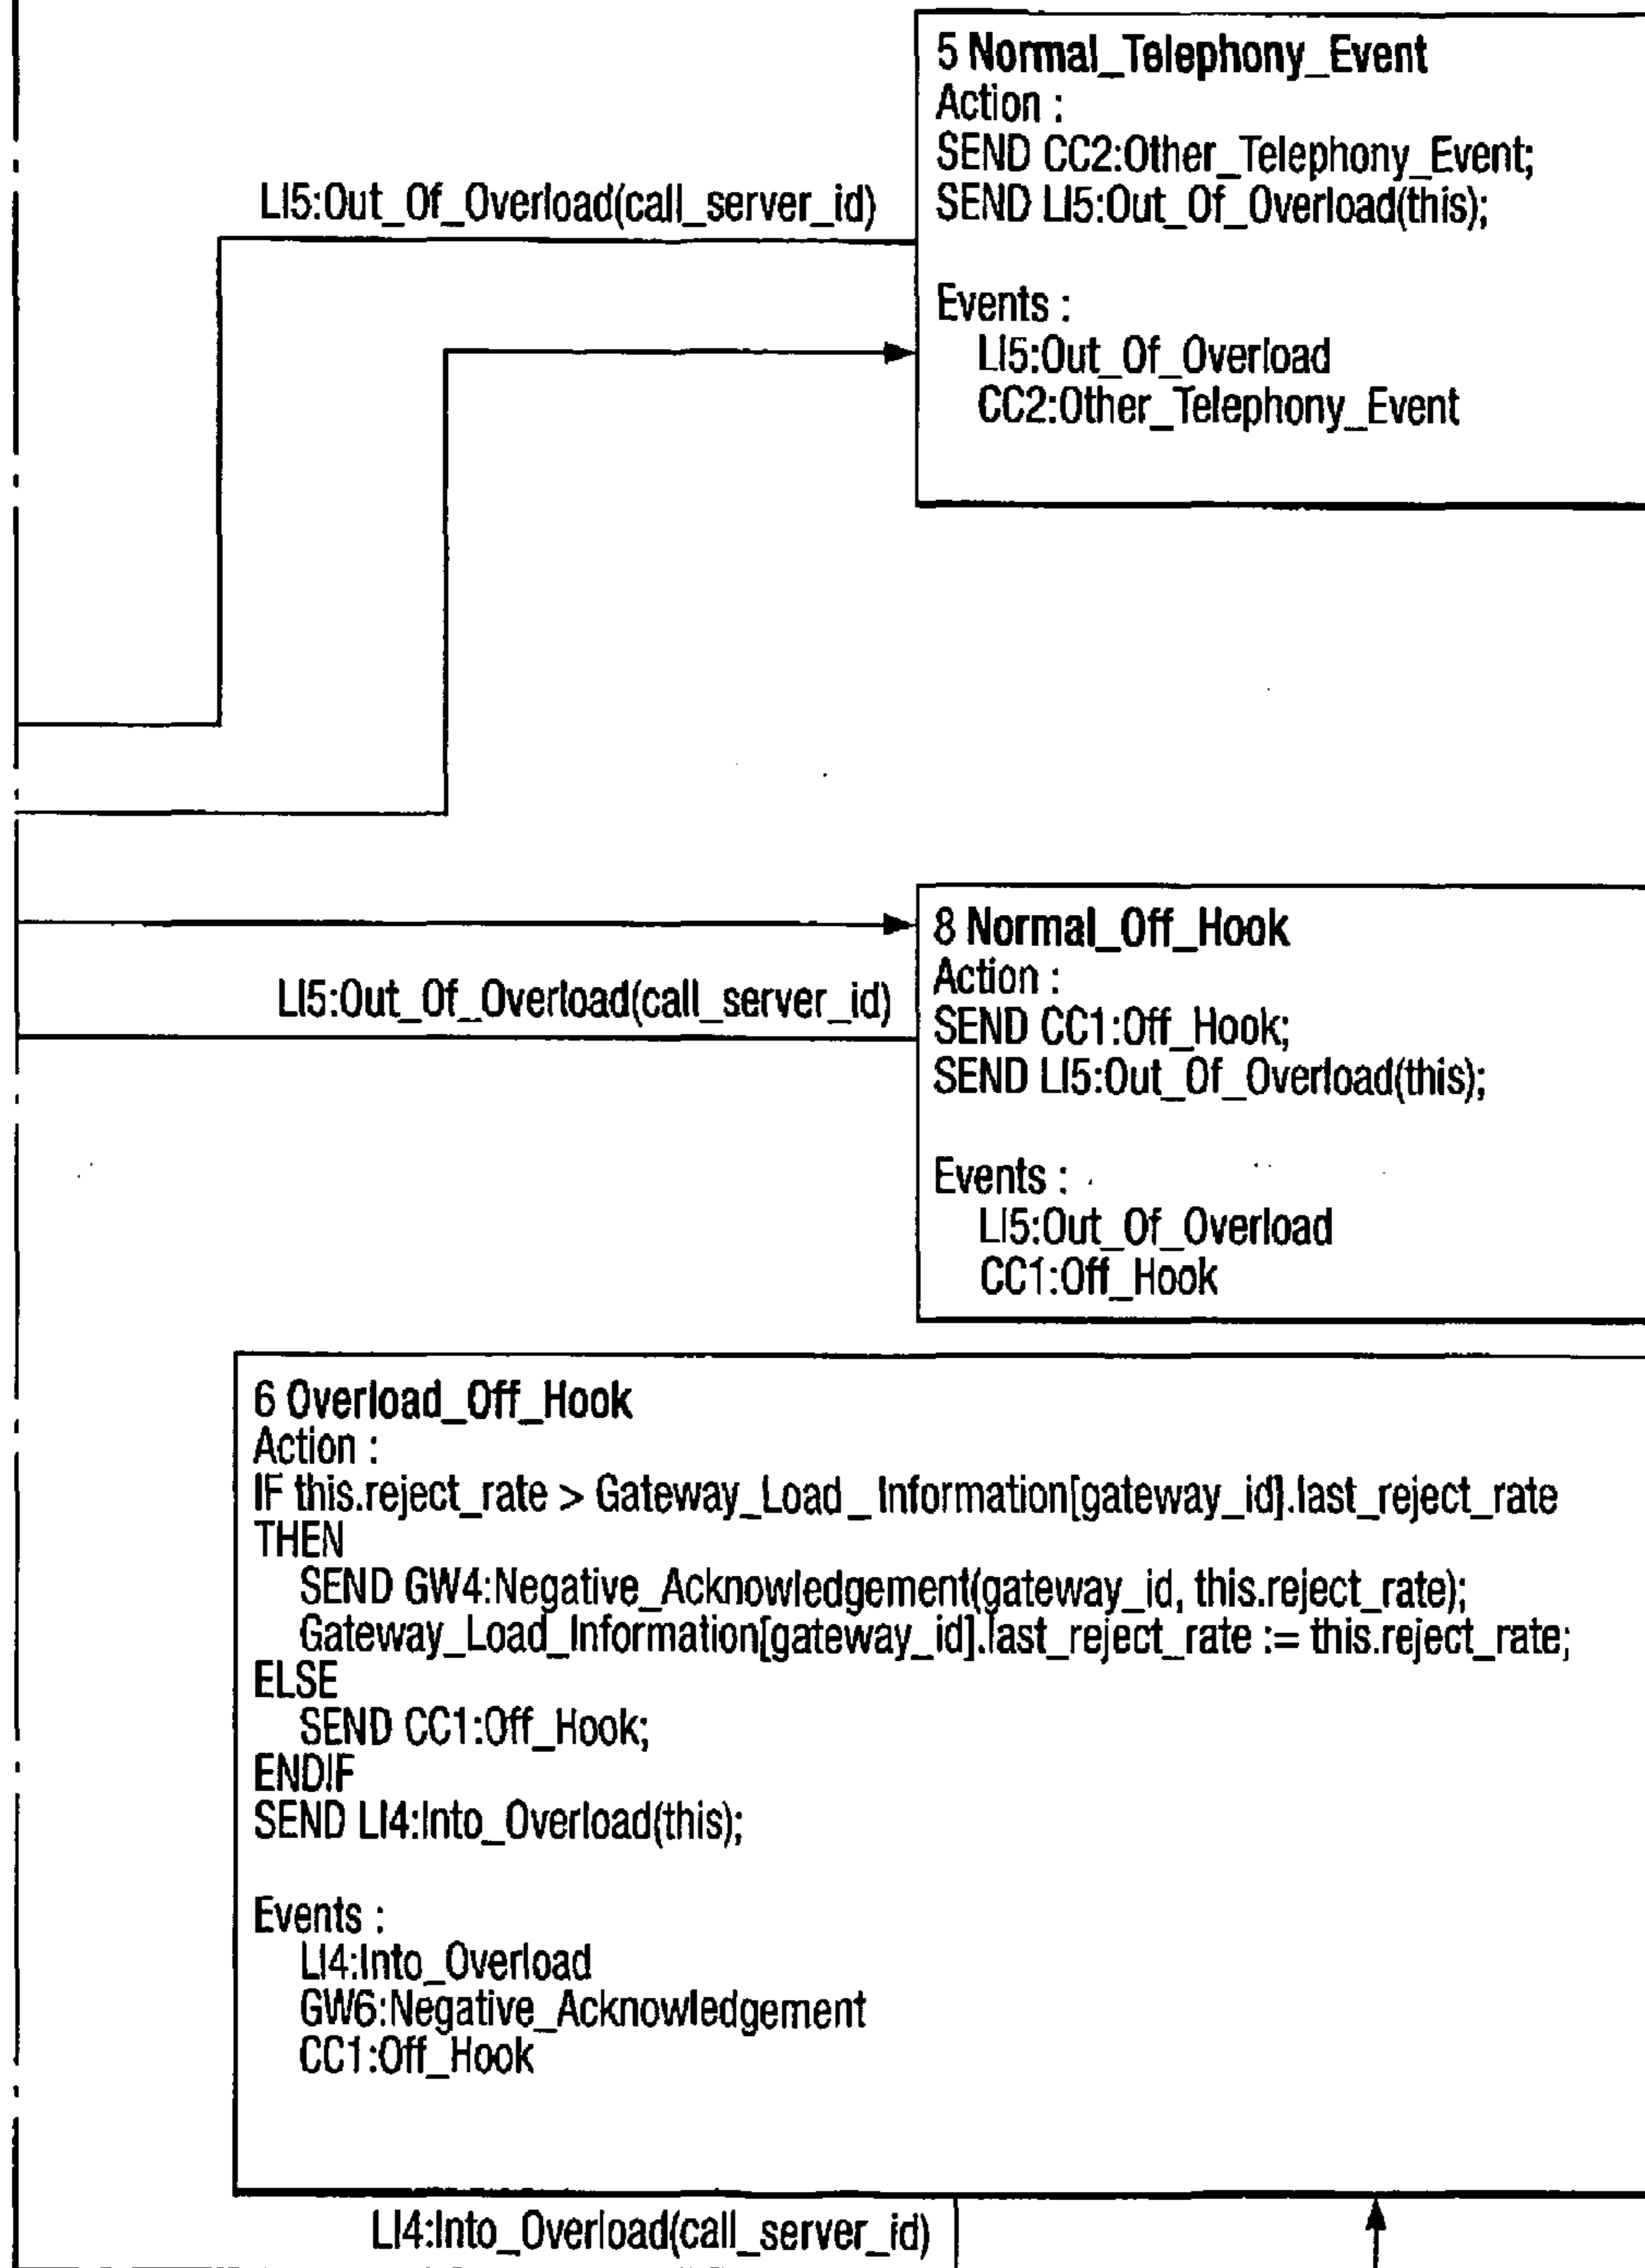 5 Normal_Telephony_Event
Action :
SEND CC2:Other_Telephony_Event;
SEND LI5:Out_Of_Overload(this);
LI5:Out_Of_Overload(call_server_id)
Events :
LI5:Out_Of_Overload
CC2:Other_Telephony_Event
8 Normal_Off_Hook
Action :
LI5:Out_Of_Overload(call_server_id)
SEND CC1:Off_Hook;
SEND LI5:Out_Of_Overload(this);
Events :
LI5:Out_Of_Overload
CC1:Off_Hook
6 Overload_Off_Hook
Action :
IF this.reject_rate > Gateway_Load_ Information[gateway_id].last_reject_rate
THEN
SEND GW4:Negative_Acknowledgement(gateway_id, this.reject_rate);
Gateway_Load_Information[gateway_id].last_reject_rate := this.reject_rate;
ELSE
SEND CC1:Off_Hook;
ENDIF
SEND LI4:Into_Overload(this);
Events :
LI4:Into_Overload
GW6:Negative_Acknowledgement
CC1:Off_Hook
LI4:Into_Overload(call_server_id)